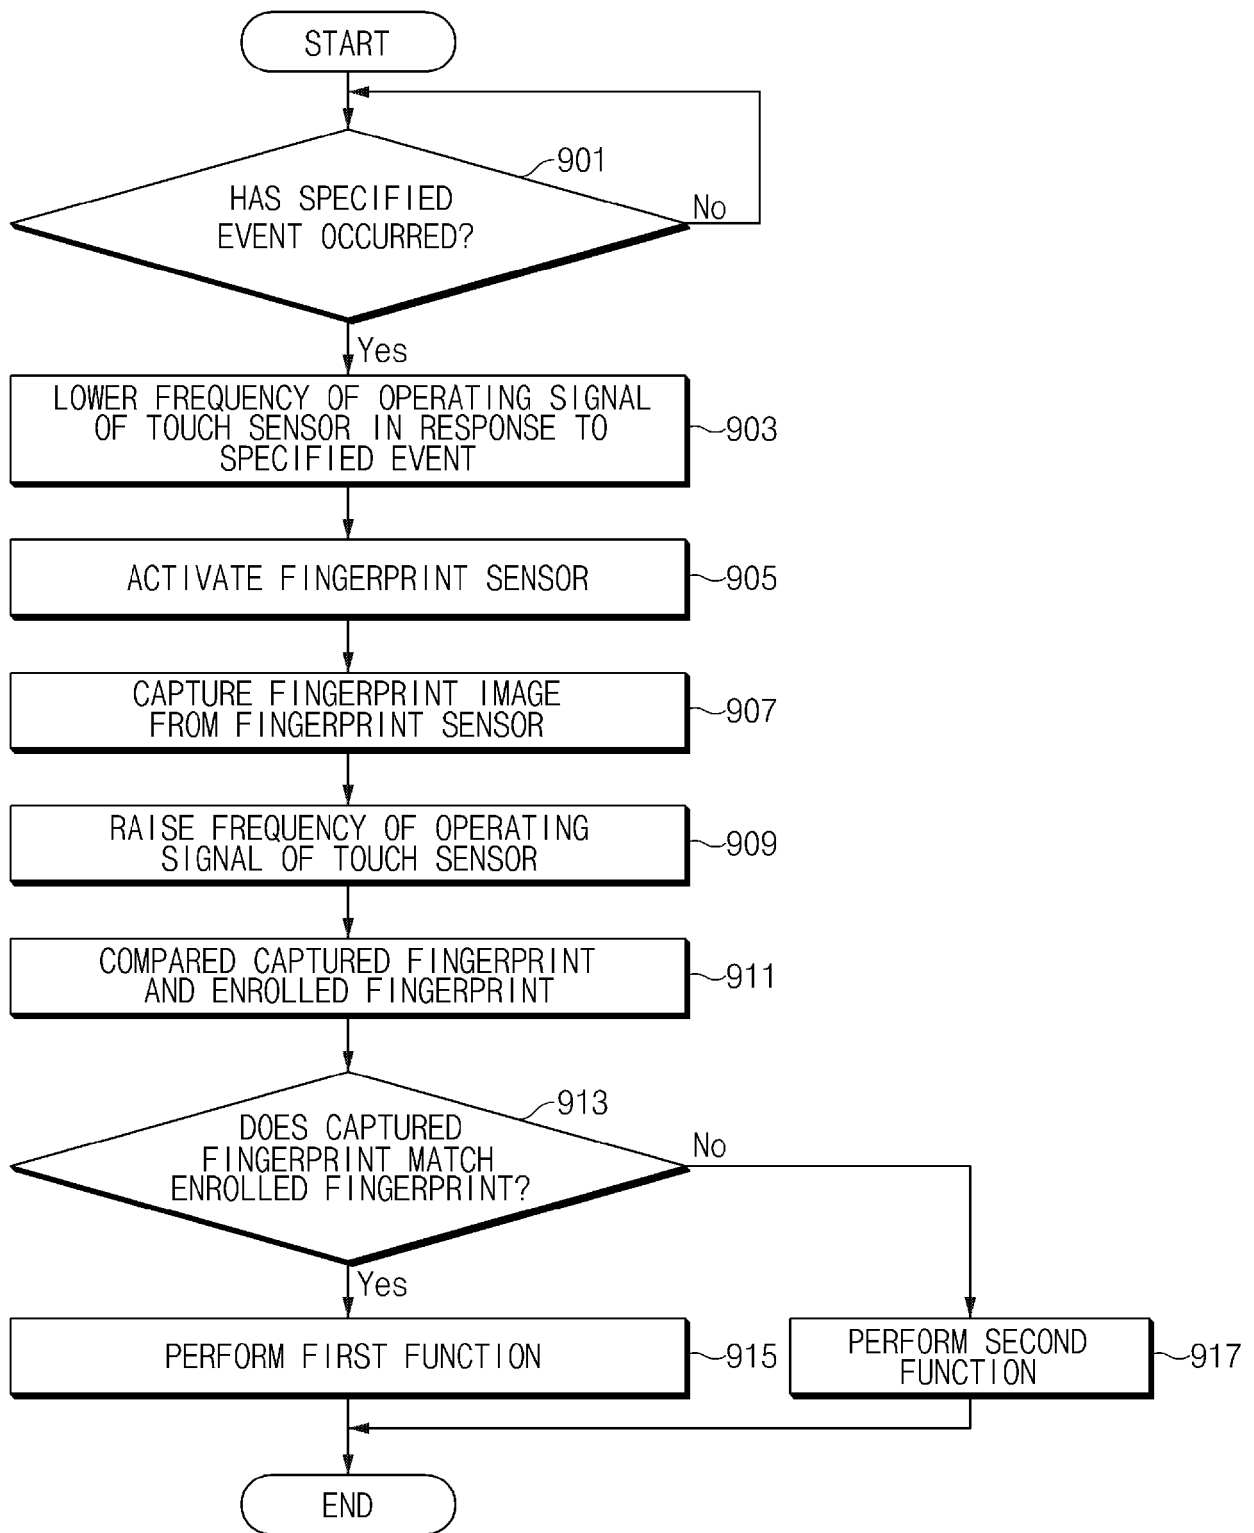 START
901
HAS SPECIFIED
EVENT OCCURRED?
No
Yes
LOWER FREQUENCY OF OPERATING SIGNAL
OF TOUCH SENSOR IN RESPONSE TO
SPECIFIED EVENT
903
ACTIVATE FINGERPRINT SENSOR
905
CAPTURE FINGERPRINT IMAGE
FROM FINGERPRINT SENSOR
907
RAISE FREQUENCY OF OPERATING
SIGNAL OF TOUCH SENSOR
909
COMPARED CAPTURED FINGERPRINT
AND ENROLLED FINGERPRINT
911
913
DOES CAPTURED
FINGERPRINT MATCH
ENROLLED FINGERPRINT?
No
Yes
PERFORM FIRST FUNCTION
915
PERFORM SECOND
FUNCTION
917
END